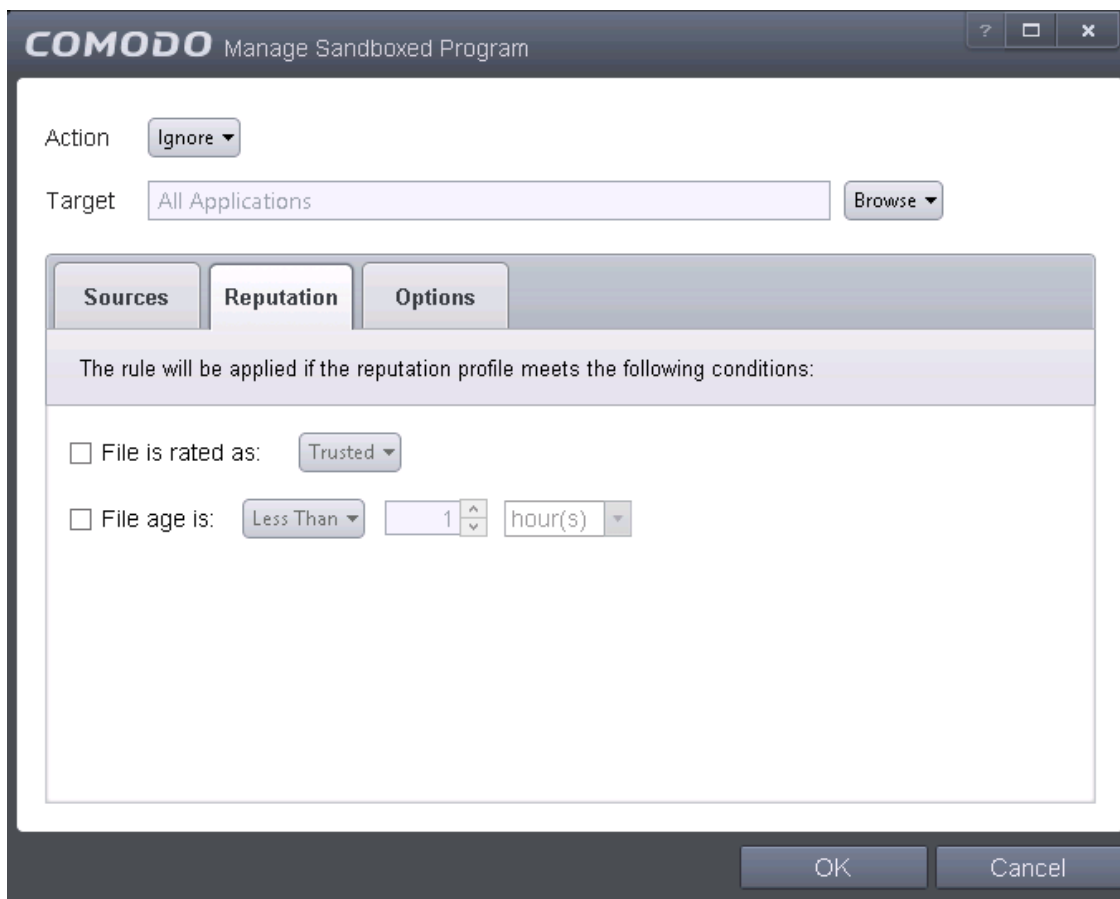 COMODO Manage Sandboxed Program ?
Action Ignore
Target All Applications Browse
Sources Reputation Options
The rule will be applied if the reputation profile meets the following conditions:
File is rated as: Trusted
File age is: Less Than 1 hour(s)
OK Cancel